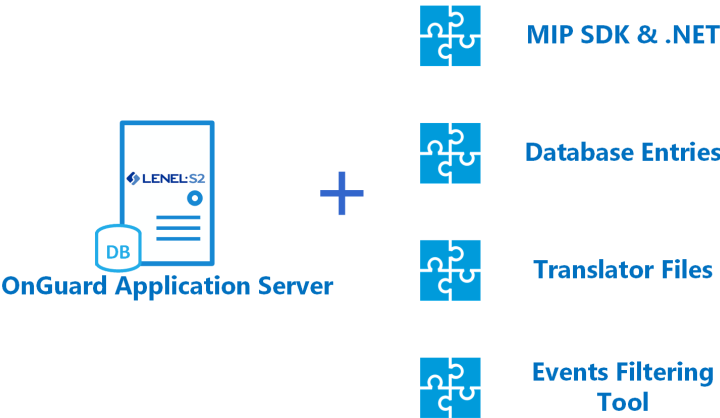 MIP SDK & .NET
Database Entries
LENEL·S2
DB
OnGuard Application Server
Translator Files
Events Filtering
Tool